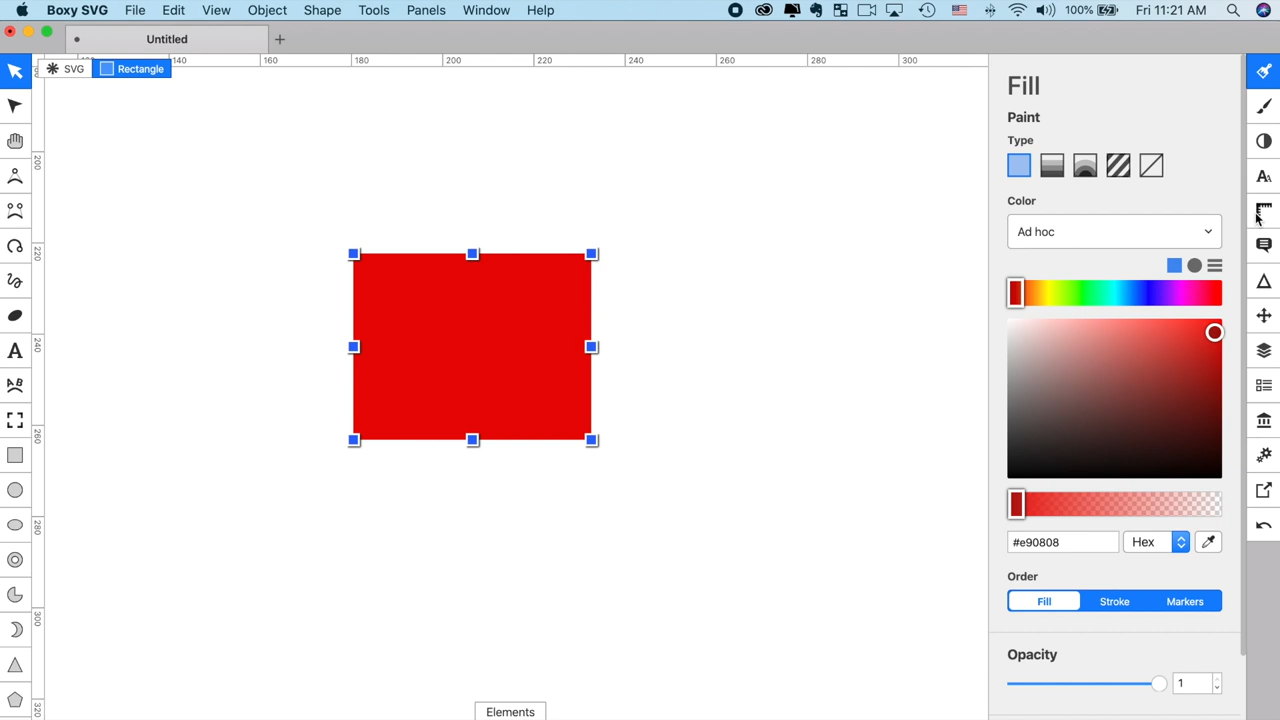 Boxy SVG File Edit View Object Shape Tools Panels Window Help 100% Fri 11:21 AM
Untitled
SVG Rectangle
140 160 180 200 220 240 260 280 300
200
220
240
260
280
300
320
Fill
Paint
Type
Color
Ad hoc
#e90808 Hex
Order
Fill Stroke Markers
Opacity
1
Elements